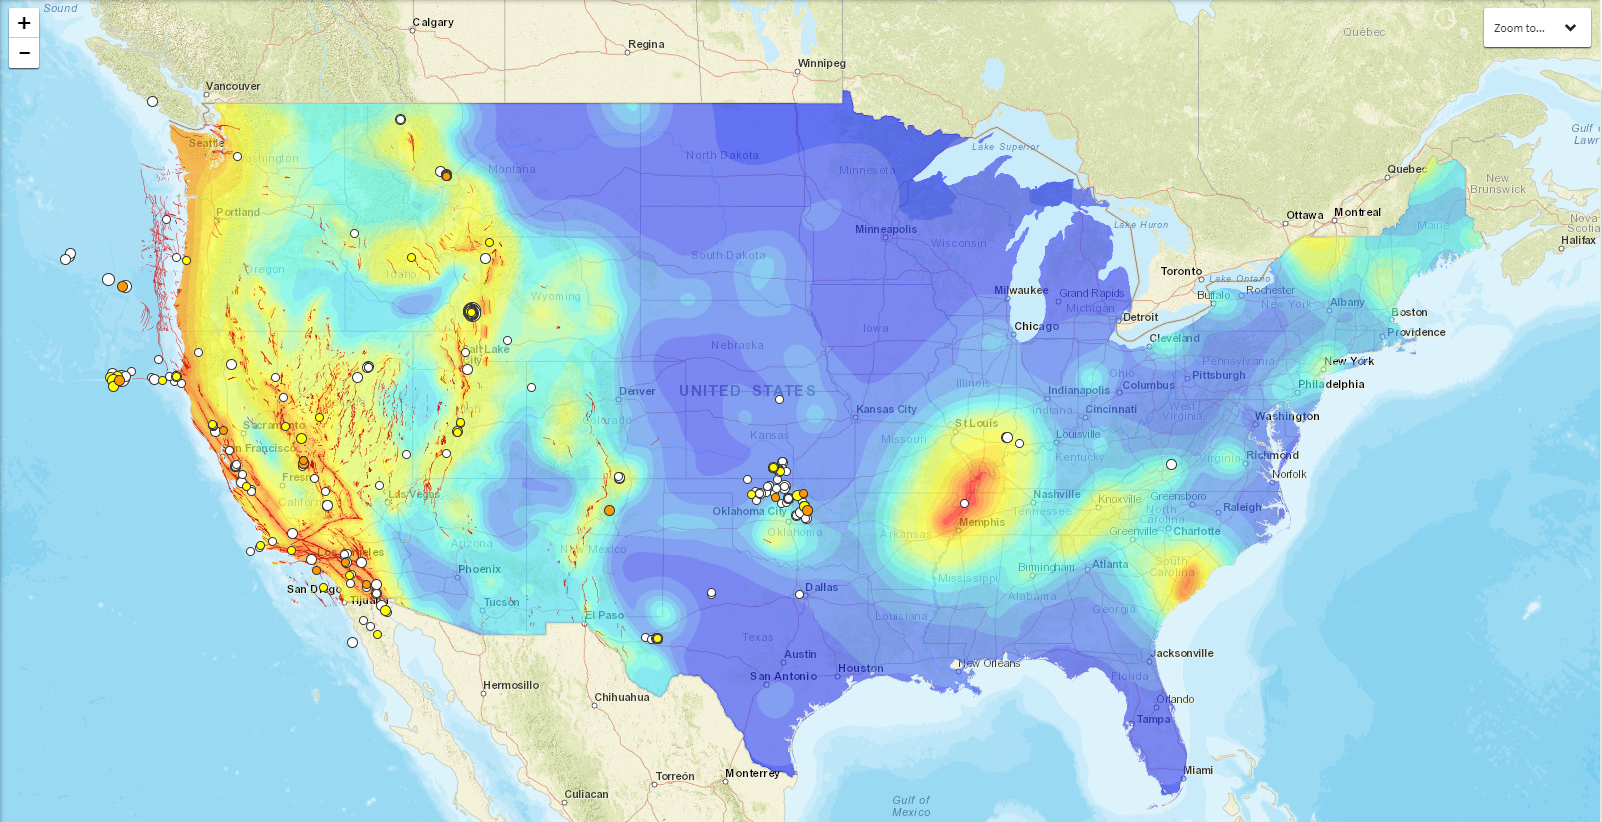 Sound
+
−
Calgary
Zoom to...
Québec
Regina
Winnipeg
Vancouver
Gulf of
Lawr
Seattle
Washington
Montana
North Dakota
Minnesota
Lake Superior
Quebec
New
Brunswick
Portland
Ottawa
Montreal
Nova
Scotia
Halifax
Maine
Lake Huron
Minneapolis
Wisconsin
South Dakota
Oregon
Idaho
Wyoming
Toronto
Lake Ontario
Buffalo
Rochester
New York
Albany
Milwaukee
Grand Rapids
Michigan
Detroit
Boston
Providence
Chicago
Iowa
Cleveland
Nebraska
Salt Lake
City
Pennsylvania
New York
Pittsburgh
Philadelphia
Ohio
Columbus
Illinois
Indianapolis
Indiana
Cincinnati
UNITED STATES
Denver
Colorado
Kansas City
Kansas
St Louis
Missouri
West
Virginia
Washington
Louisville
Kentucky
Virginia
Richmond
Norfolk
Sacramento
San Francisco
Fresno
California
Las Vegas
Utah
Nashville
Tennessee
Knoxville
Greensboro
North
Carolina
Raleigh
Greenville
Charlotte
Oklahoma City
Oklahoma
Arkansas
Memphis
Los Angeles
Arizona
New Mexico
Phoenix
San Diego
Tijuana
Tucson
El Paso
Dallas
Mississippi
Birmingham
Alabama
Atlanta
Georgia
South
Carolina
Louisiana
Texas
Austin
San Antonio
Houston
New Orleans
Jacksonville
Florida
Orlando
Tampa
Miami
Hermosillo
Chihuahua
Torreón
Monterrey
Culiacan
Gulf of
Mexico